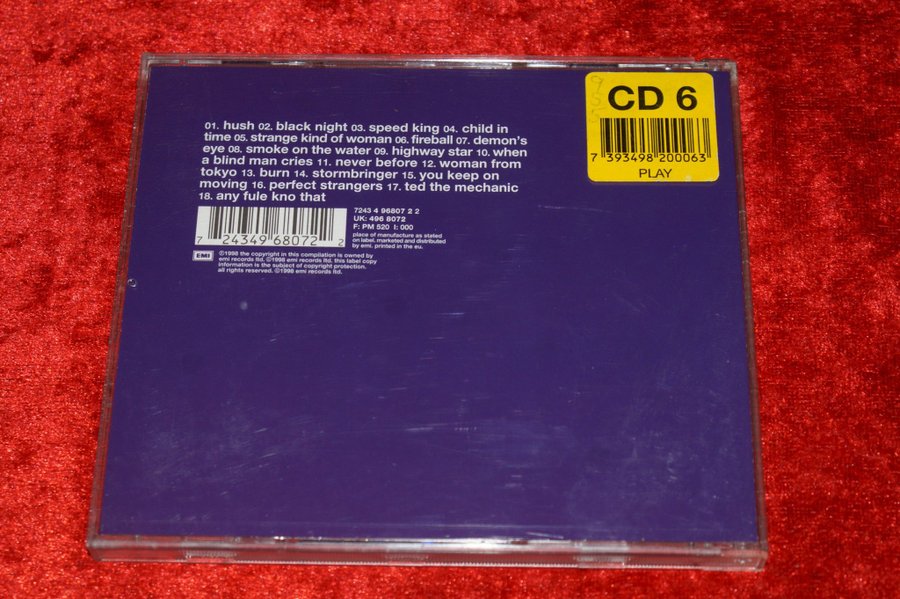 01. hush 02. black night 03. speed king 04. child in
time 05. strange kind of woman 06. fireball 07. demon's
eye 08. smoke on the water 09. highway star 10. when
a blind man cries 11. never before 12. woman from
tokyo 13. burn 14. stormbringer 15. you keep on
moving 16. perfect strangers 17. ted the mechanic
18. any fule kno that
7 24349 68072 2
7243 4 96807 2 2
UK: 496 8072
F: PM 520 I: 000
place of manufacture as stated
on label. marketed and distributed
by emi. printed in the eu.
EMI
℗1998 the copyright in this compilation is owned by
emi records ltd. ©1998 emi records ltd. this label copy
information is the subject of copyright protection.
all rights reserved. ©1998 emi records ltd.
CD 6
7 393498 200063
PLAY